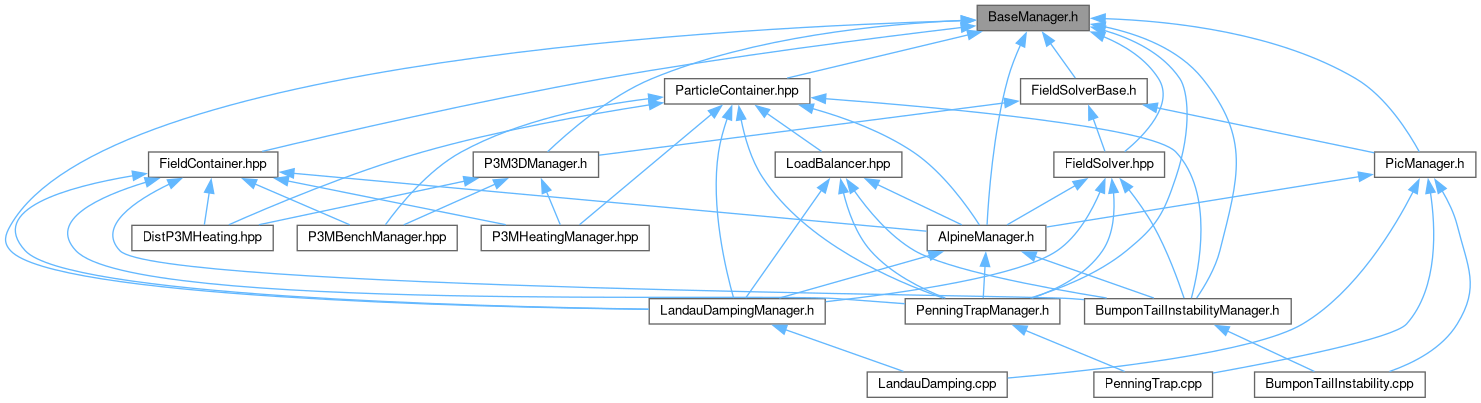 BaseManager.h
ParticleContainer.hpp
FieldSolverBase.h
FieldContainer.hpp
P3M3DManager.h
LoadBalancer.hpp
FieldSolver.hpp
PicManager.h
DistP3MHeating.hpp
P3MBenchManager.hpp
P3MHeatingManager.hpp
AlpineManager.h
LandauDampingManager.h
PenningTrapManager.h
BumponTailInstabilityManager.h
LandauDamping.cpp
PenningTrap.cpp
BumponTailInstability.cpp